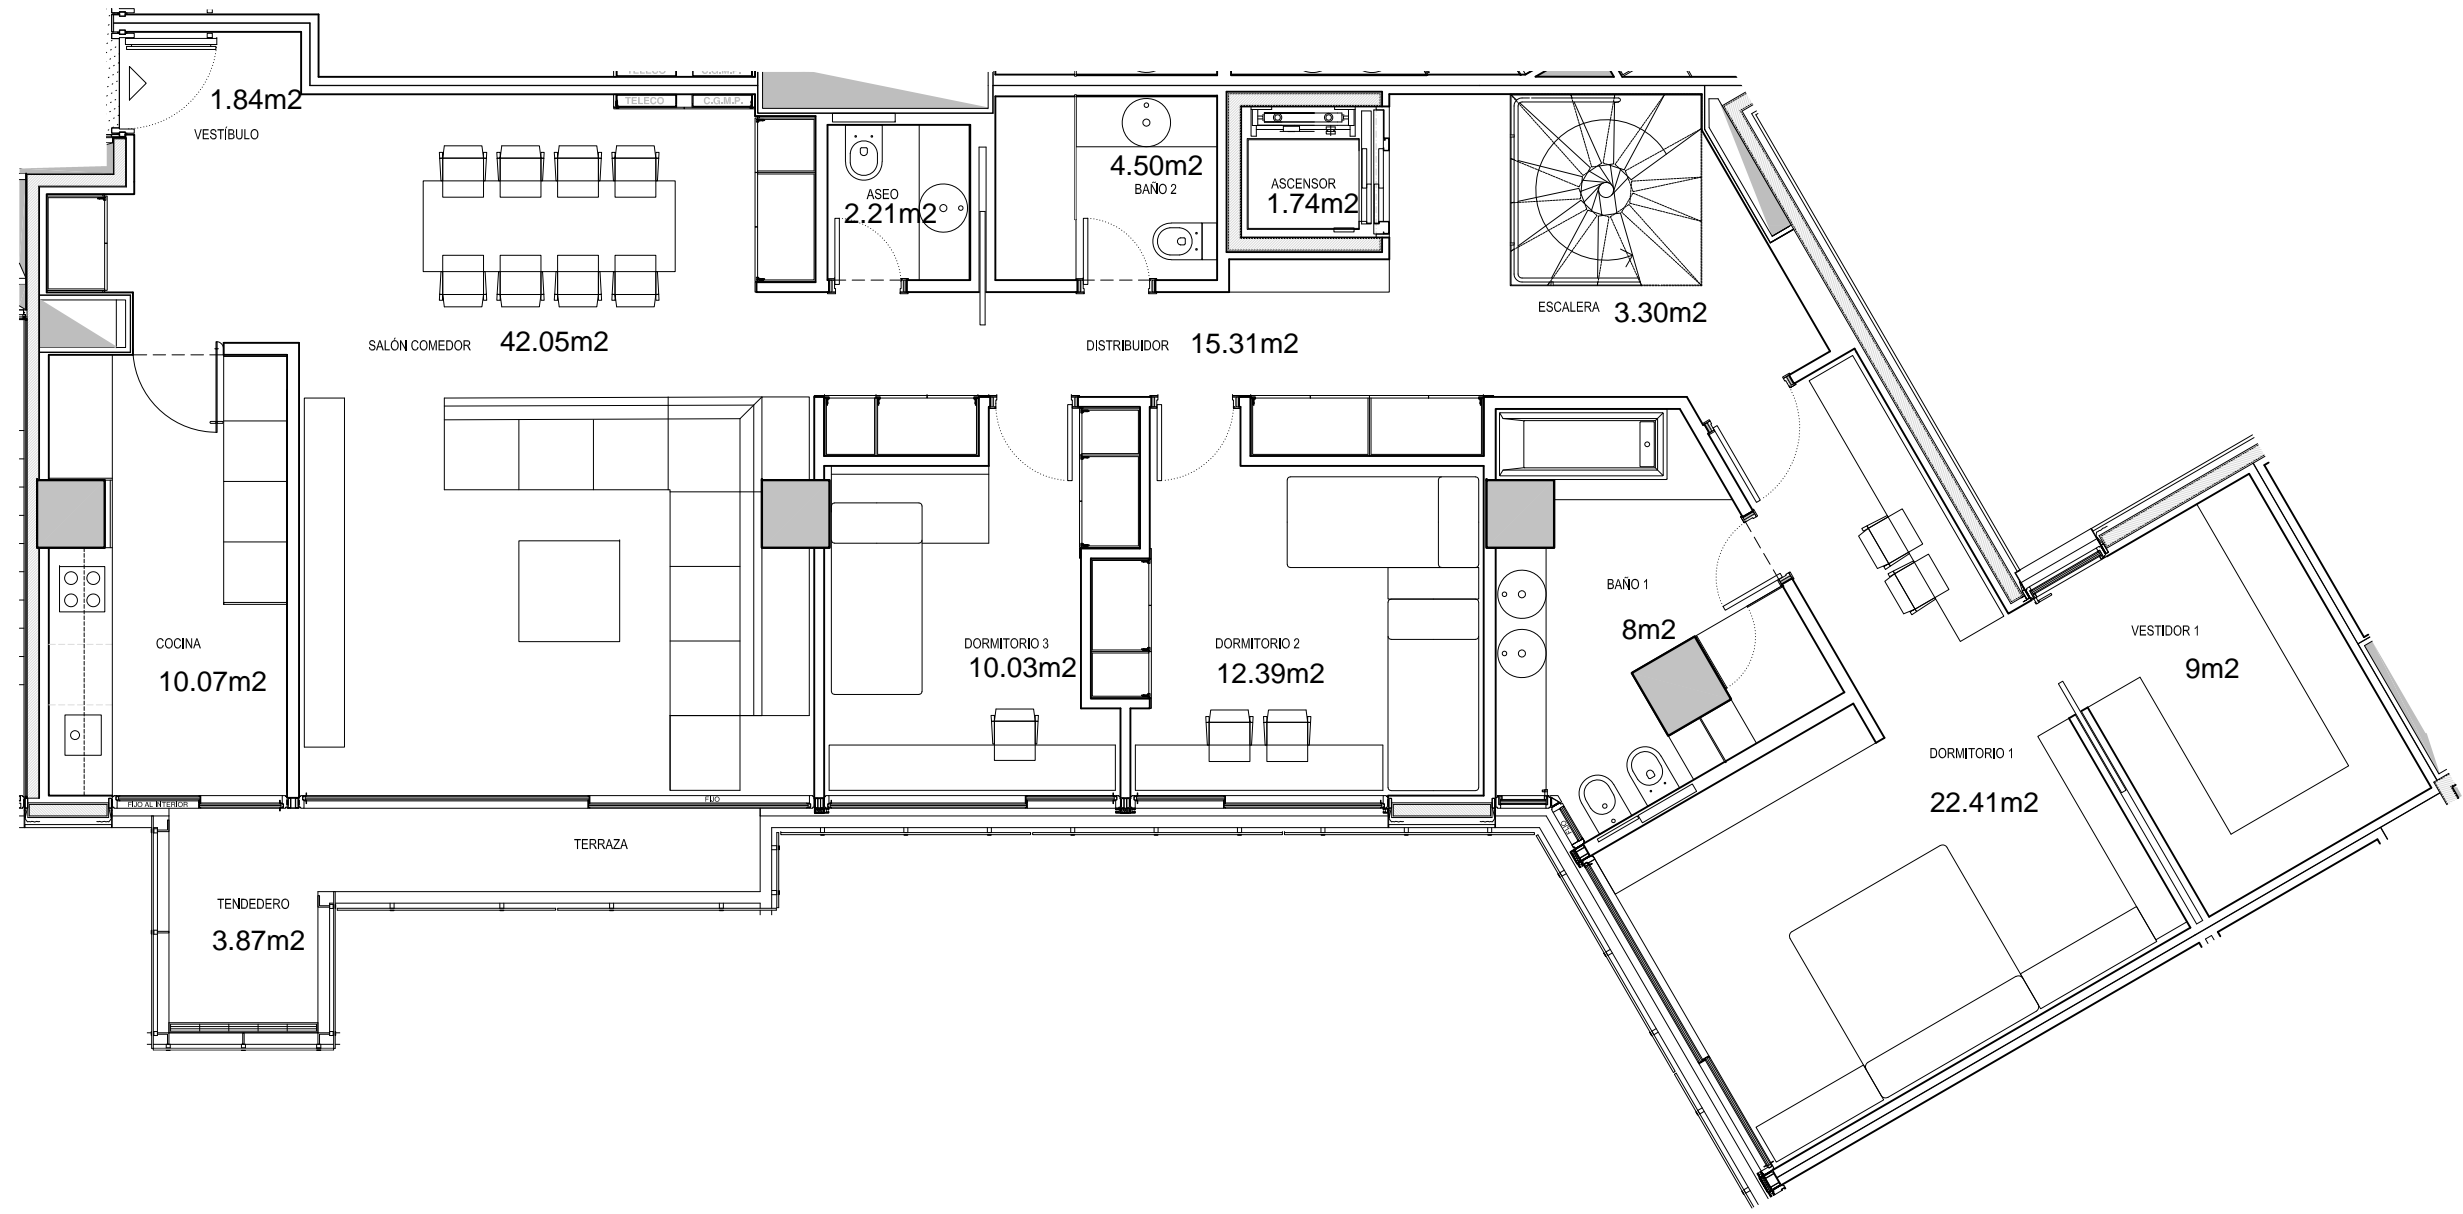 TELECO
C.G.M.P.
1.84m2
VESTÍBULO
TELECO
C.G.M.P.
4.50m2
BAÑO 2
ASCENSOR
1.74m2
ASEO
2.21m2
ESCALERA
3.30m2
SALÓN COMEDOR
42.05m2
DISTRIBUIDOR
15.31m2
BAÑO 1
8m2
VESTIDOR 1
9m2
COCINA
10.07m2
DORMITORIO 3
10.03m2
DORMITORIO 2
12.39m2
DORMITORIO 1
22.41m2
FIJO AL INTERIOR
FIJO
FIJO
TERRAZA
TENDEDERO
3.87m2